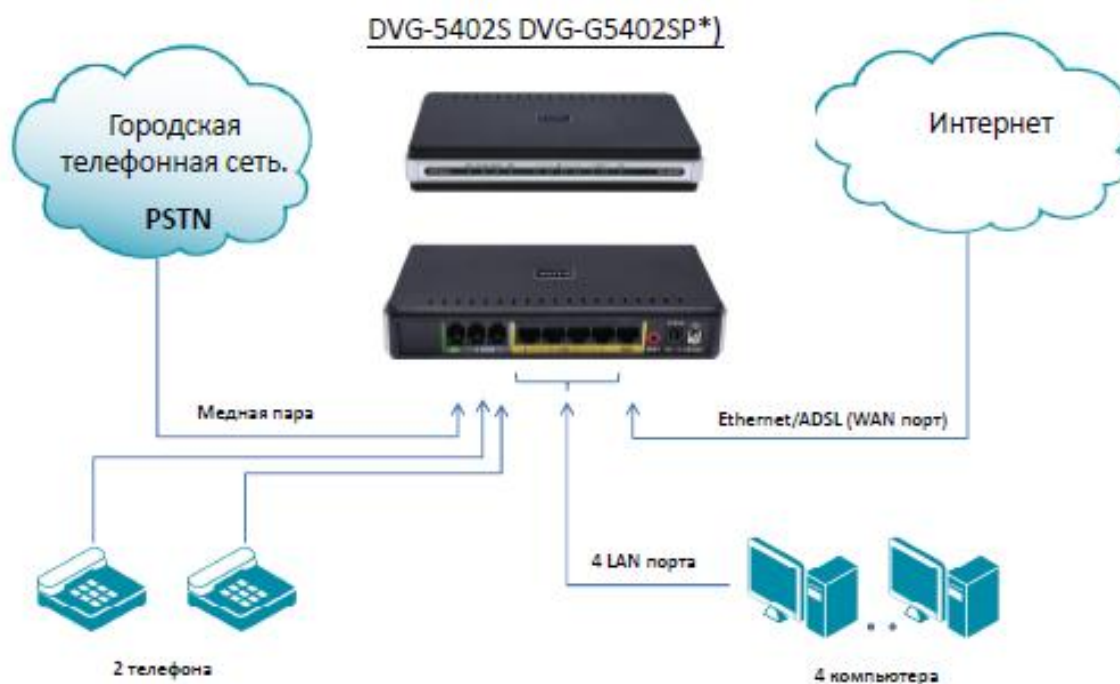 DVG-5402S DVG-G5402SP*)
Городская
телефонная сеть.
PSTN
Интернет
Медная пара
Ethernet/ADSL (WAN порт)
4 LAN порта
2 телефона
4 компьютера